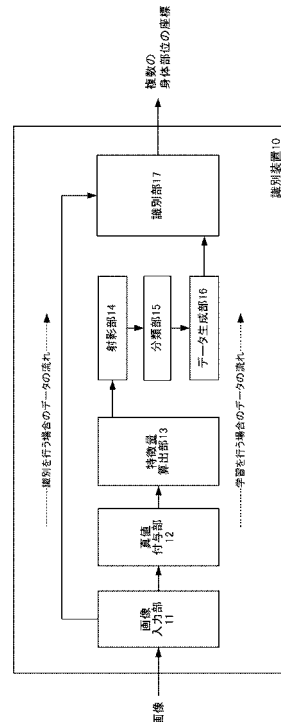 画像
画像
入力部
11
真値
付与部
12
特徴量
算出部13
射影部14
分類部15
データ生成部16
識別部17
複数の
身体部位の座標
識別を行う場合のデータの流れ
学習を行う場合のデータの流れ
識別装置10